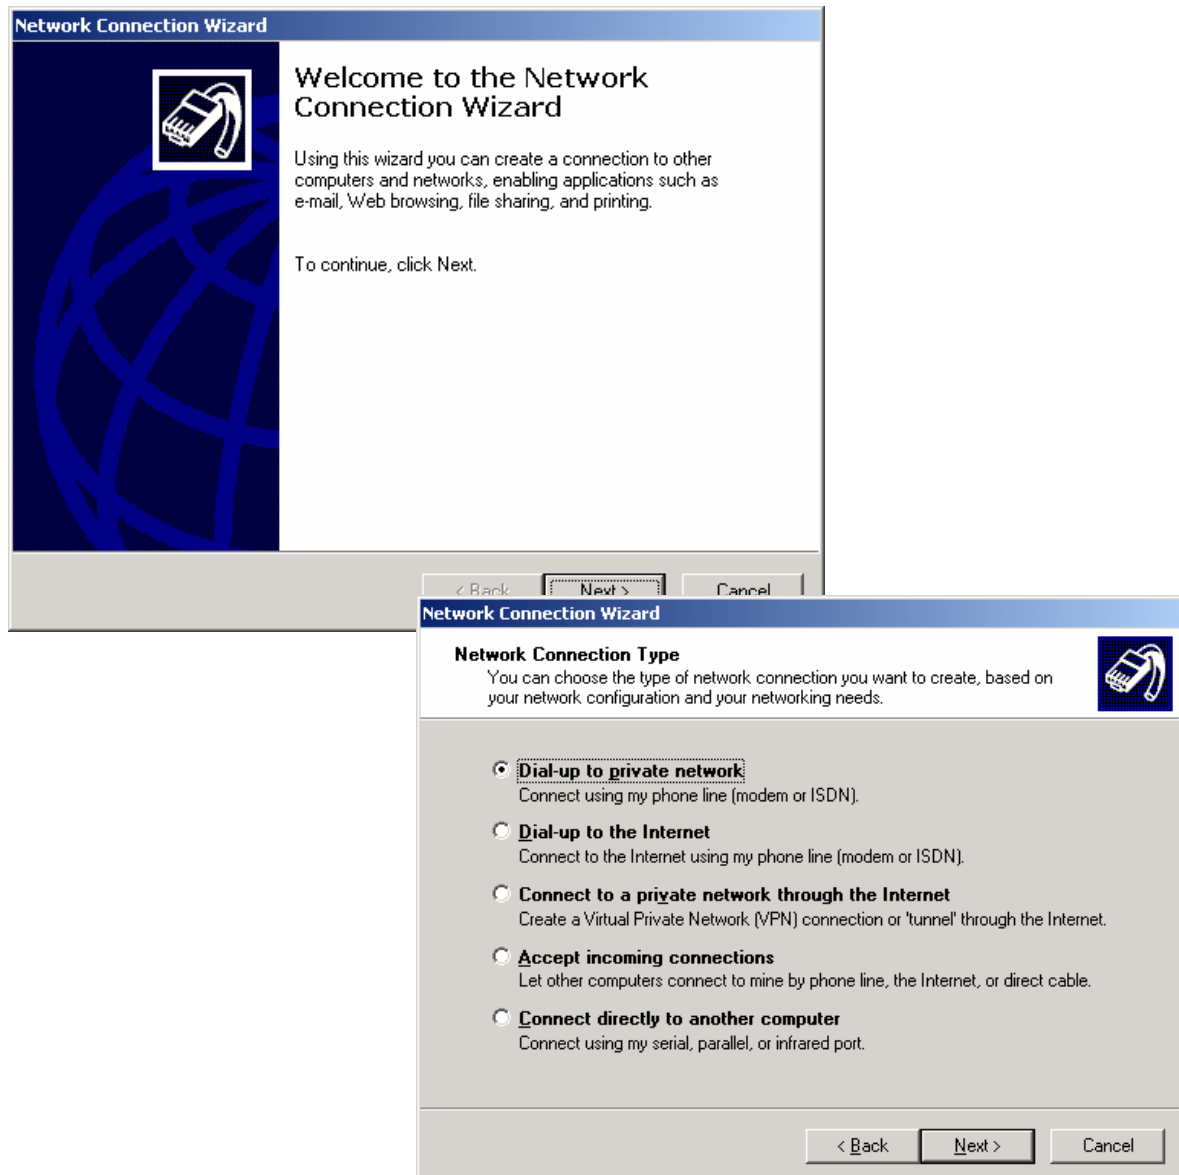 Network Connection Wizard
Welcome to the Network
Connection Wizard
Using this wizard you can create a connection to other
computers and networks, enabling applications such as
e-mail, Web browsing, file sharing, and printing.
To continue, click Next.
< Back Next > Cancel
Network Connection Wizard
Network Connection Type
You can choose the type of network connection you want to create, based on
your network configuration and your networking needs.
Dial-up to private network
Connect using my phone line (modem or ISDN).
Dial-up to the Internet
Connect to the Internet using my phone line (modem or ISDN).
Connect to a private network through the Internet
Create a Virtual Private Network (VPN) connection or 'tunnel' through the Internet.
Accept incoming connections
Let other computers connect to mine by phone line, the Internet, or direct cable.
Connect directly to another computer
Connect using my serial, parallel, or infrared port.
< Back Next > Cancel